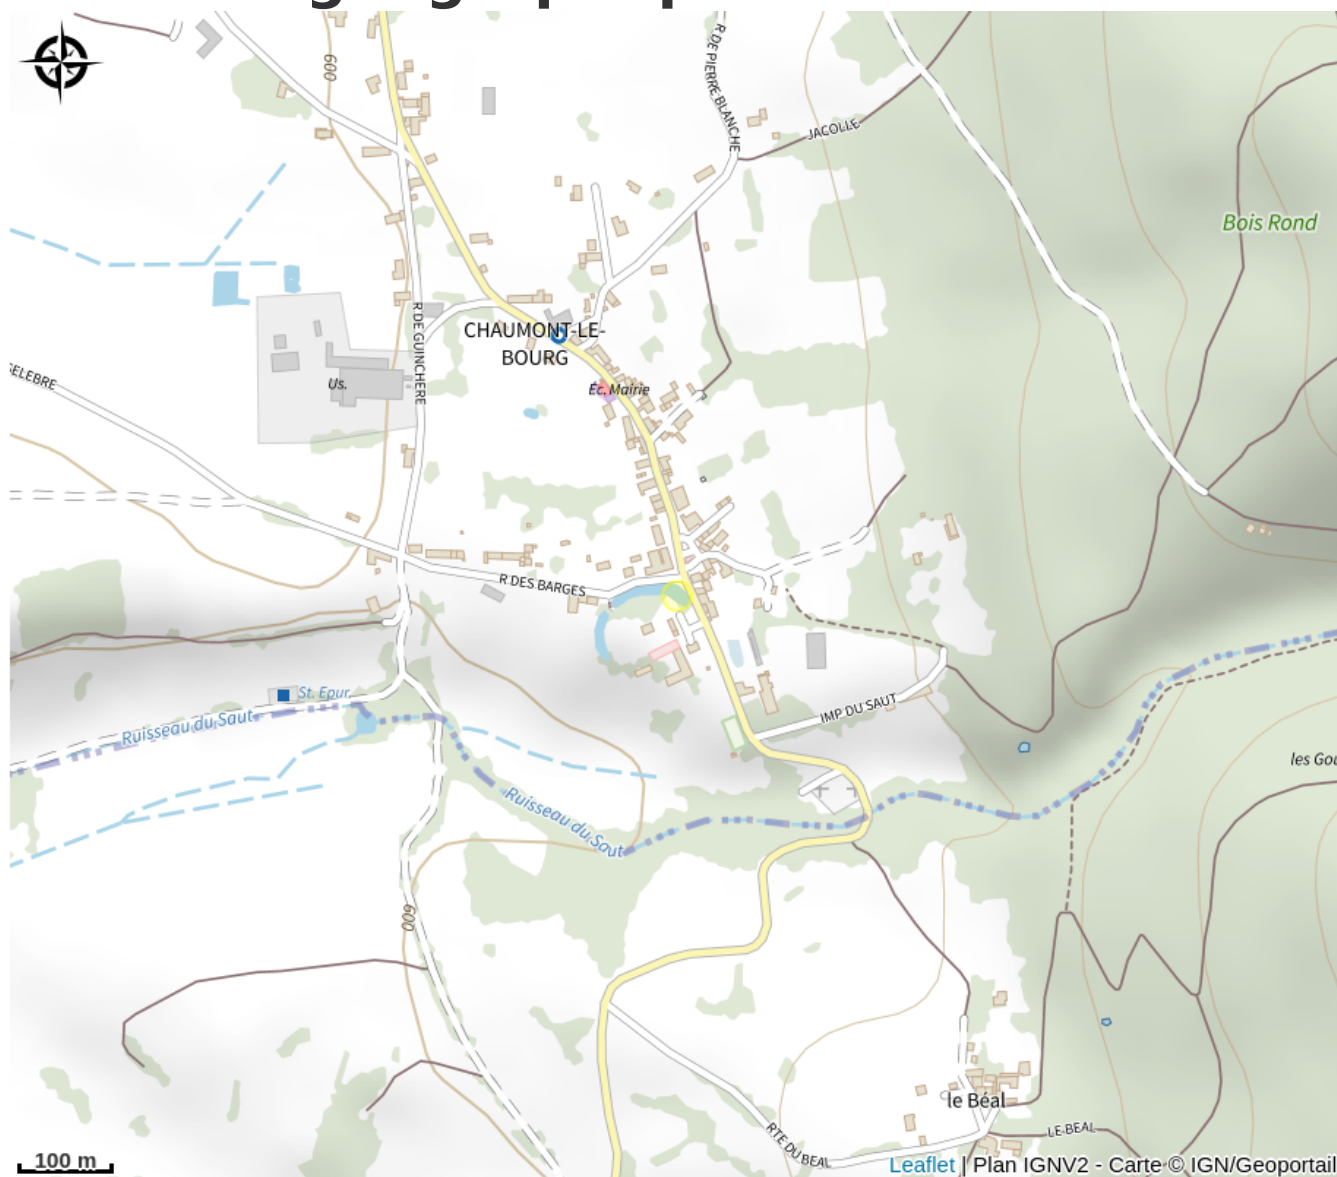 600
R DE PIERRE BLANCHE
JACOLLE
Bois Rond
R DE GUINCHERE
CHAUMONT-LE-
BOURG
Us.
Éc. Mairie
SELEBRE
R DES BARGES
St. Epur.
Ruisseau du Saut
IMP DU SAUT
les Gou
Ruisseau du Saut
600
le Béal
RTE DU BEAL
LE BEAL
100 m
Leaflet | Plan IGNV2 - Carte © IGN/Geoportail